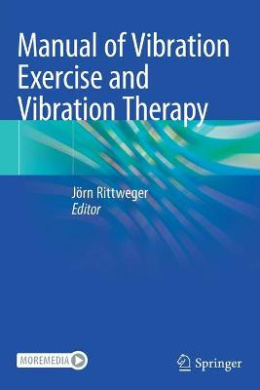 Manual of Vibration
Exercise and
Vibration Therapy
Jörn Rittweger
Editor
MOREMEDIA
Springer